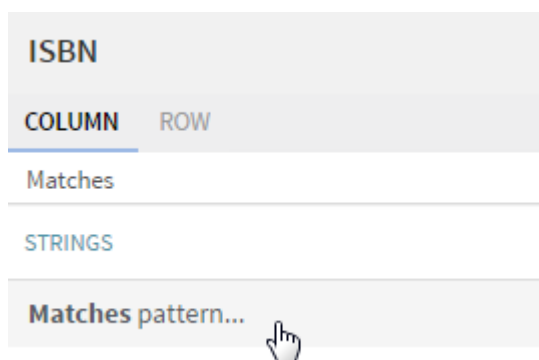 ISBN
COLUMN ROW
Matches
STRINGS
Matches pattern...